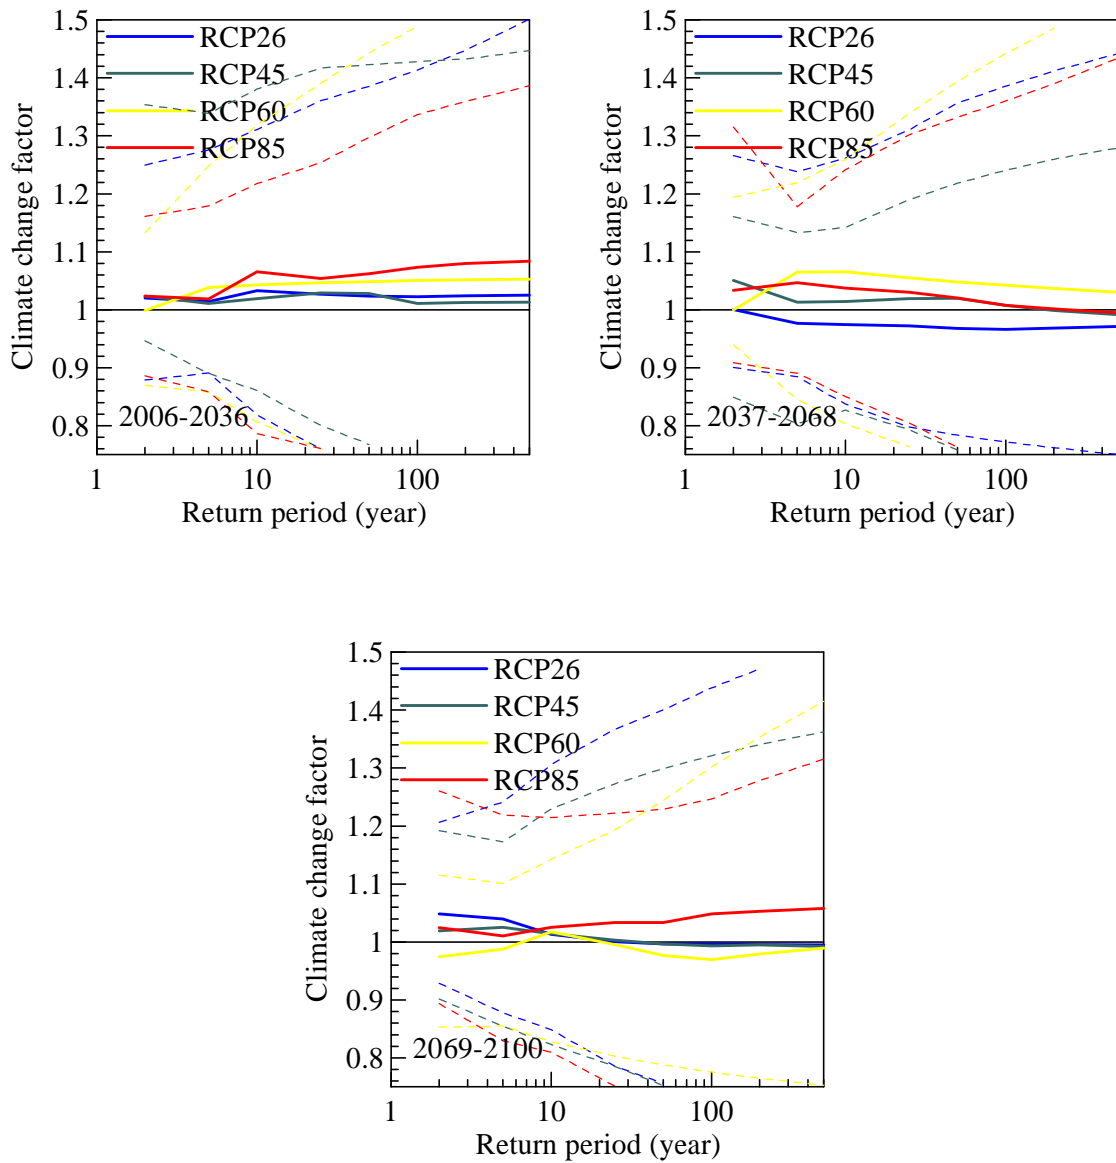 1.5
1.4
1.3
1.2
1.1
1
0.9
0.8
Climate change factor
RCP26
RCP45
RCP60
RCP85
2006-2036
1
10
100
Return period (year)
1.5
1.4
1.3
1.2
1.1
1
0.9
0.8
Climate change factor
RCP26
RCP45
RCP60
RCP85
2037-2068
1
10
100
Return period (year)
1.5
1.4
1.3
1.2
1.1
1
0.9
0.8
Climate change factor
RCP26
RCP45
RCP60
RCP85
2069-2100
1
10
100
Return period (year)